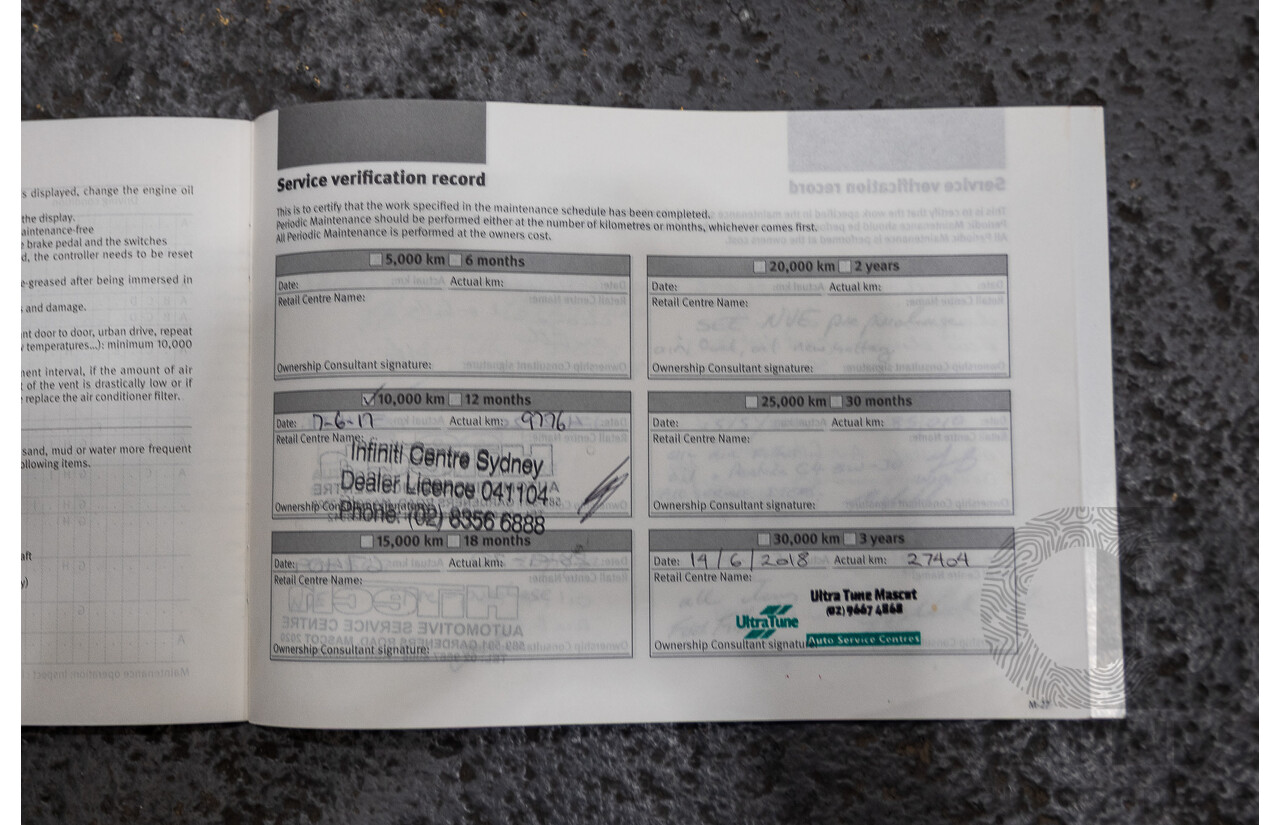 s displayed, change the engine oil
the display.
aintenance-free
brake pedal and the switches
d, the controller needs to be reset
e-greased after being immersed in
and damage.
nt door to door, urban drive, repeat
temperatures...): minimum 10,000
ent interval, if the amount of air
of the vent is drastically low or if
replace the air conditioner filter.
sand, mud or water more frequent
ollowing items.
aft
Service verification record
This is to certify that the work specified in the maintenance schedule has been completed.
Periodic Maintenance should be performed either at the number of kilometres or months, whichever comes first.
All Periodic Maintenance is performed at the owners cost.
5,000 km 6 months
Date: Actual km:
Retail Centre Name:
Ownership Consultant signature:
10,000 km 12 months
Date: 7-6-17 Actual km: 9776
Retail Centre Name:
Infiniti Centre Sydney
Dealer Licence 041104
Ownership Consultant signature:
Phone: (02) 8356 6888
15,000 km 18 months
Date: Actual km:
Retail Centre Name:
Ownership Consultant signature:
20,000 km 2 years
Date: Actual km:
Retail Centre Name:
Ownership Consultant signature:
25,000 km 30 months
Date: Actual km:
Retail Centre Name:
Ownership Consultant signature:
30,000 km 3 years
Date: 19/6/2018 Actual km: 27404
Retail Centre Name:
Ultra Tune Mascot
(02) 9667 4868
UltraTune
Auto Service Centres
Ownership Consultant signature:
M-27